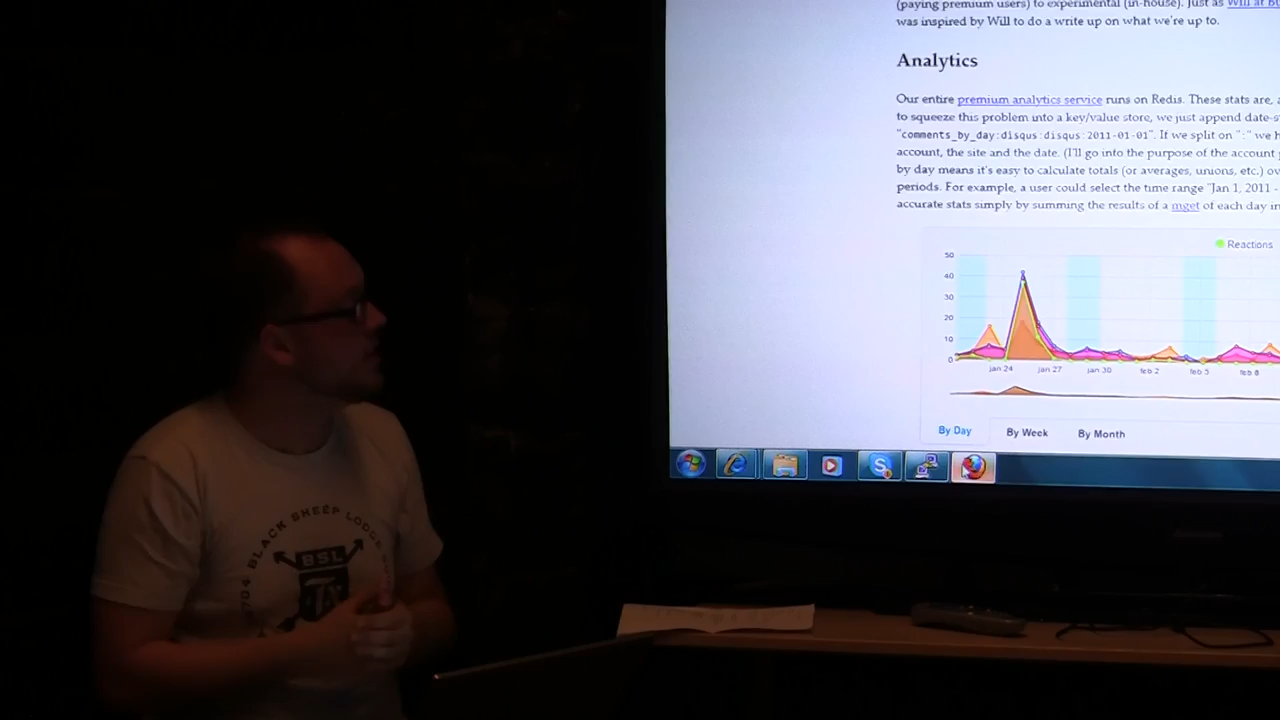 (paying premium users) to experimental (in-house). Just as Will at
was inspired by Will to do a write up on what we're up to.
Analytics
Our entire premium analytics service runs on Redis. These stats are,
to squeeze this problem into a key/value store, we just append
"comments_by_day:disqus:disqus:2011-01-01". If we split on ":" we
account, the site and the date. (I'll go into the purpose of the account
by day means it's easy to calculate totals (or averages, unions, etc.)
periods. For example, a user could select the time range "Jan 1, 2011 -
accurate stats simply by summing the results of a mget of each day
Reactions
50
40
30
20
10
0
jan 24 jan 27 jan 30 feb 2 feb 5 feb 8
By Day By Week By Month
BLACK SHEEP LODGE
BSL